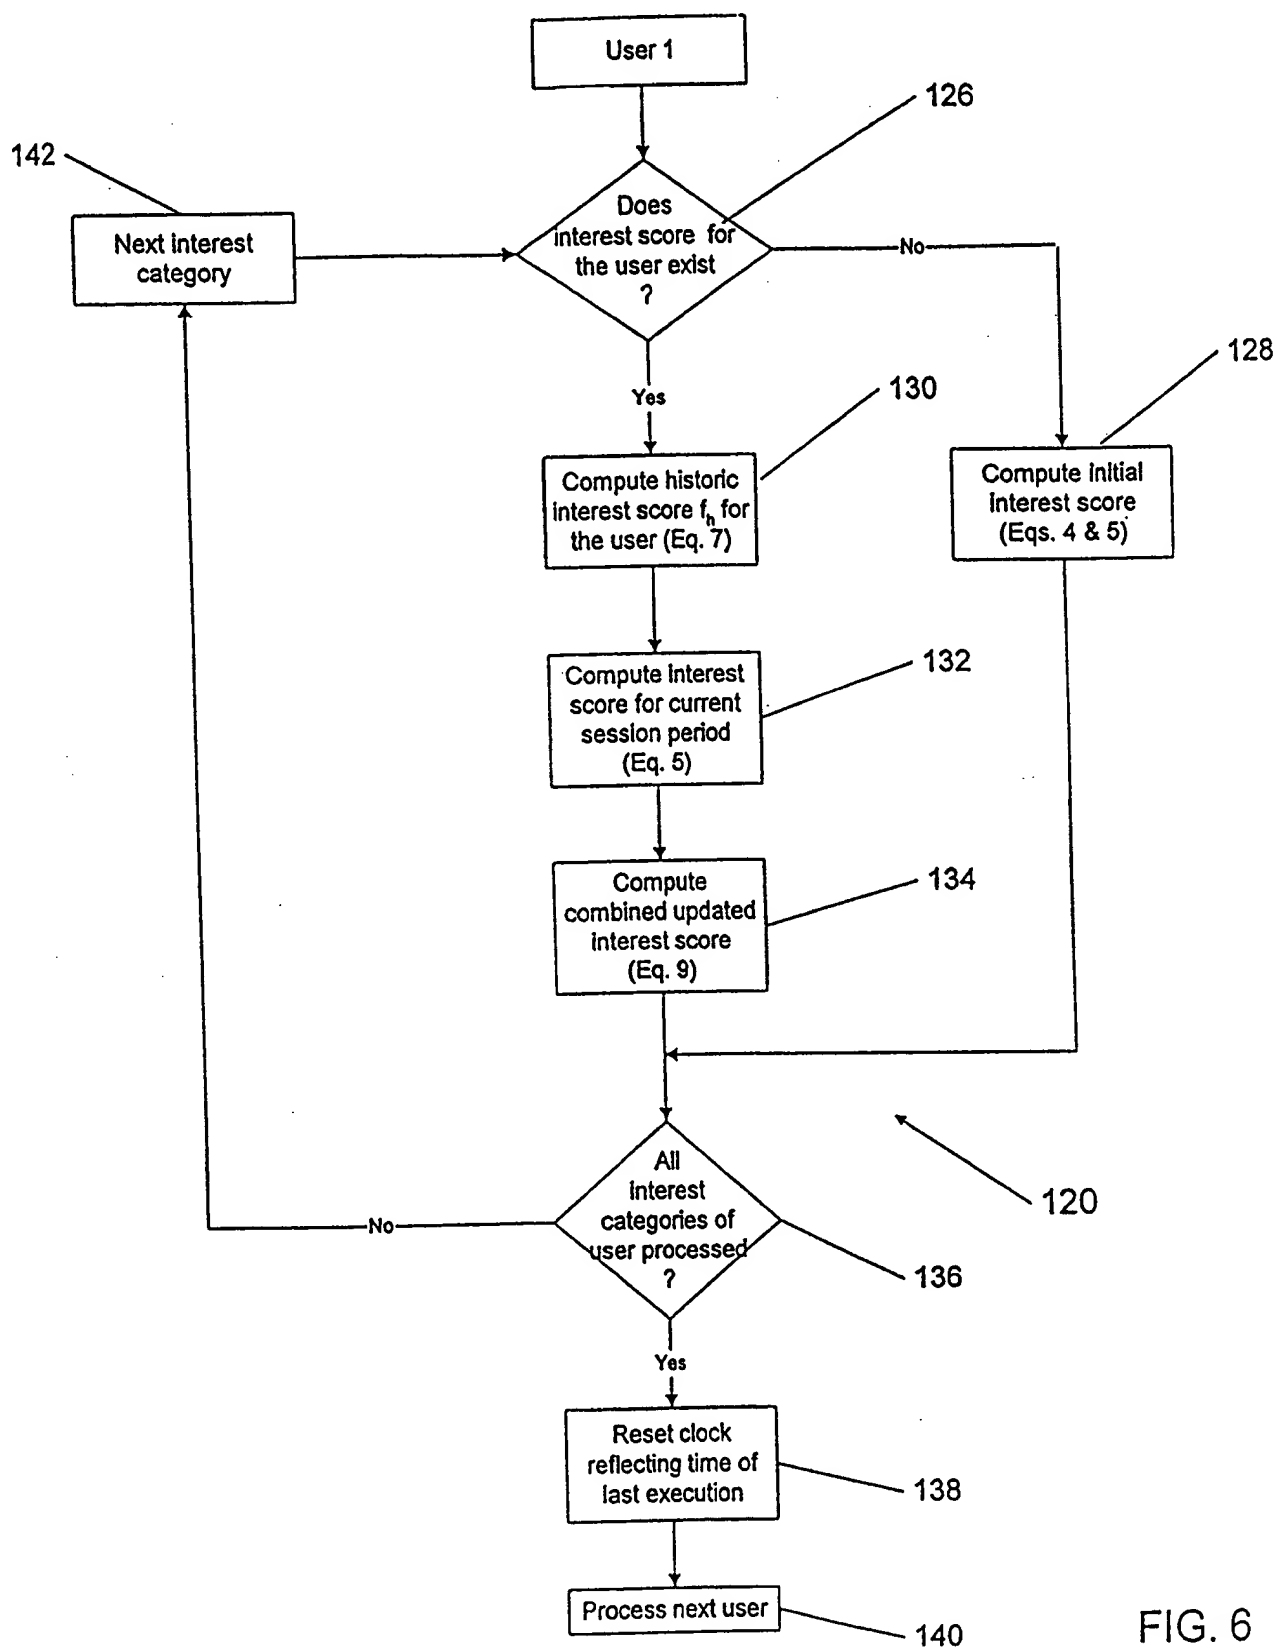 User 1
126
142
Does
interest score for
the user exist
?
Next interest
category
No
128
Yes
130
Compute historic
interest score fh for
the user (Eq. 7)
Compute initial
interest score
(Eqs. 4 & 5)
132
Compute interest
score for current
session period
(Eq. 5)
134
Compute
combined updated
interest score
(Eq. 9)
All
interest
categories of
user processed
?
120
No
136
Yes
Reset clock
reflecting time of
last execution
138
Process next user
140
FIG. 6